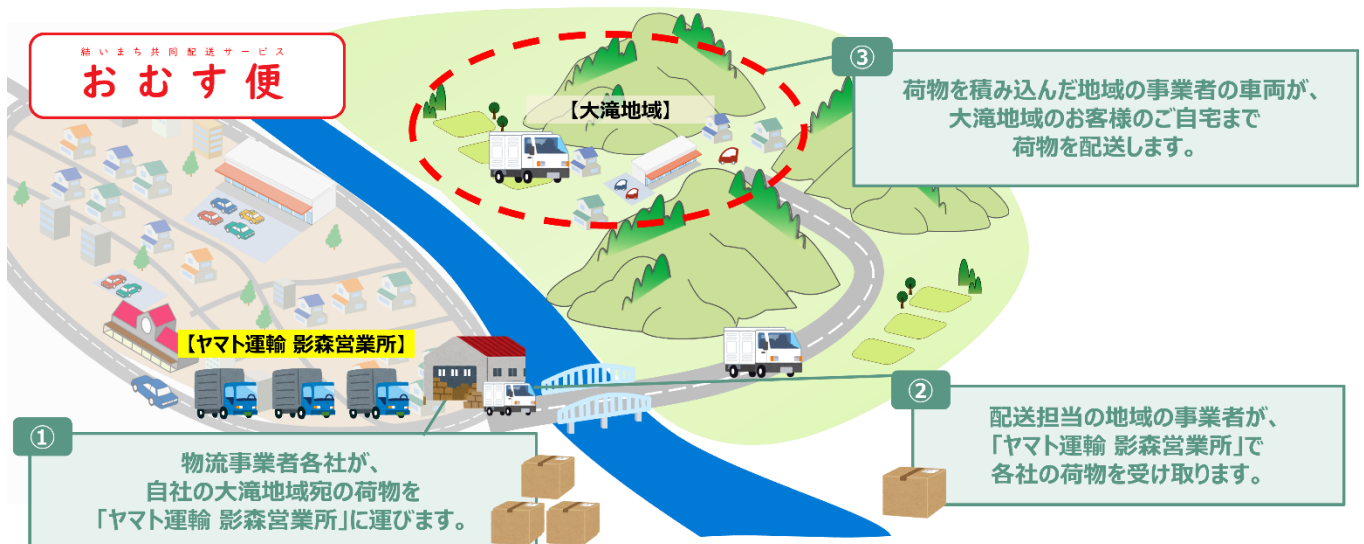 結いまち共同配送サービス
おむす便
【大滝地域】
③
荷物を積み込んだ地域の事業者の車両が、
大滝地域のお客様のご自宅まで
荷物を配送します。
【ヤマト運輸 影森営業所】
①
物流事業者各社が、
自社の大滝地域宛の荷物を
「ヤマト運輸 影森営業所」に運びます。
②
配送担当の地域の事業者が、
「ヤマト運輸 影森営業所」で
各社の荷物を受け取ります。